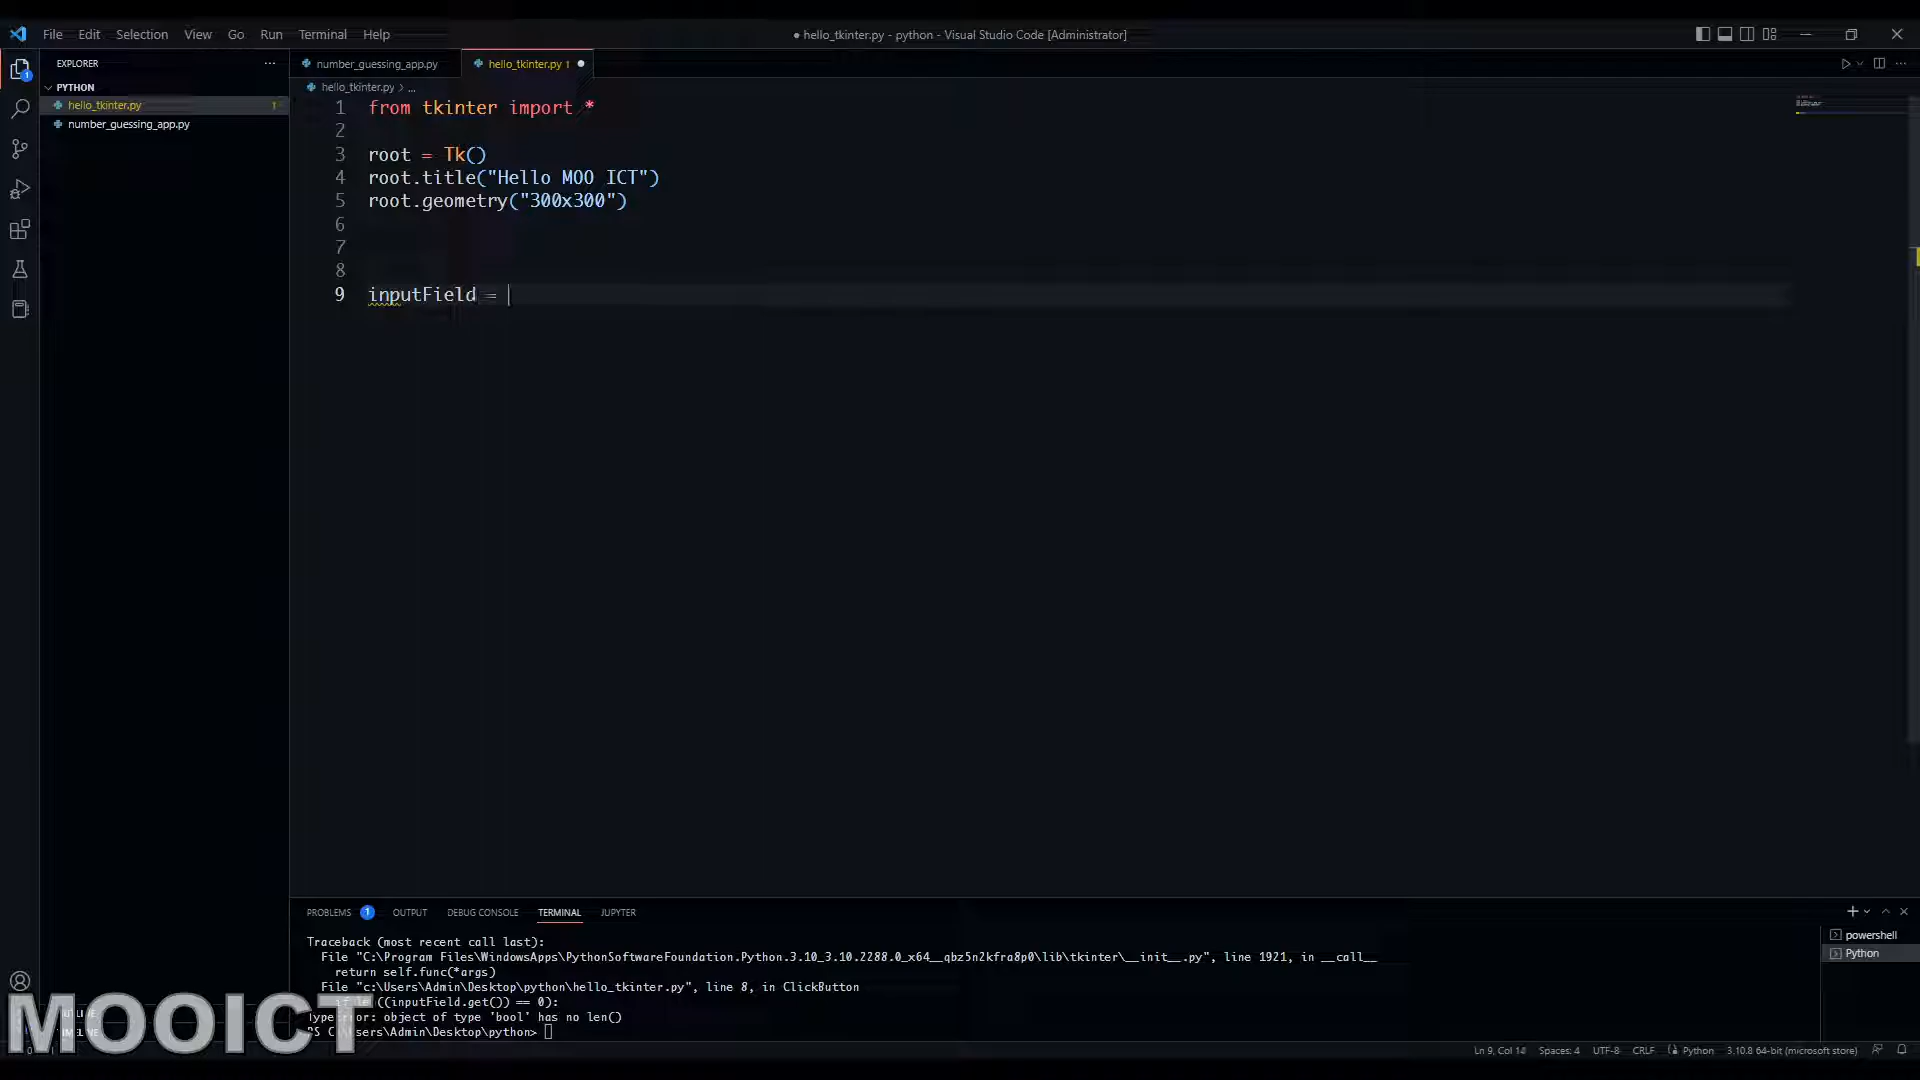 File Edit Selection View Go Run Terminal Help
● hello_tkinter.py - python - Visual Studio Code [Administrator]
EXPLORER
PYTHON
hello_tkinter.py 1
number_guessing_app.py
number_guessing_app.py hello_tkinter.py 1
hello_tkinter.py > ...
1 from tkinter import *
2
3 root = Tk()
4 root.title("Hello MOO ICT")
5 root.geometry("300x300")
6
7
8
9 inputField =
PROBLEMS 1 OUTPUT DEBUG CONSOLE TERMINAL JUPYTER
powershell
Python
Traceback (most recent call last):
File "C:\Program Files\WindowsApps\PythonSoftwareFoundation.Python.3.10_3.10.2288.0_x64__qbz5n2kfra8p0\lib\tkinter\__init__.py", line 1921, in __call__
return self.func(*args)
File "c:\Users\Admin\Desktop\python\hello_tkinter.py", line 8, in ClickButton
((inputField.get()) == 0):
object of type 'bool' has no len()
PS C:\Users\Admin\Desktop\python>
MOOICT
Ln 9, Col 14 Spaces: 4 UTF-8 CRLF Python 3.10.8 64-bit (microsoft store)